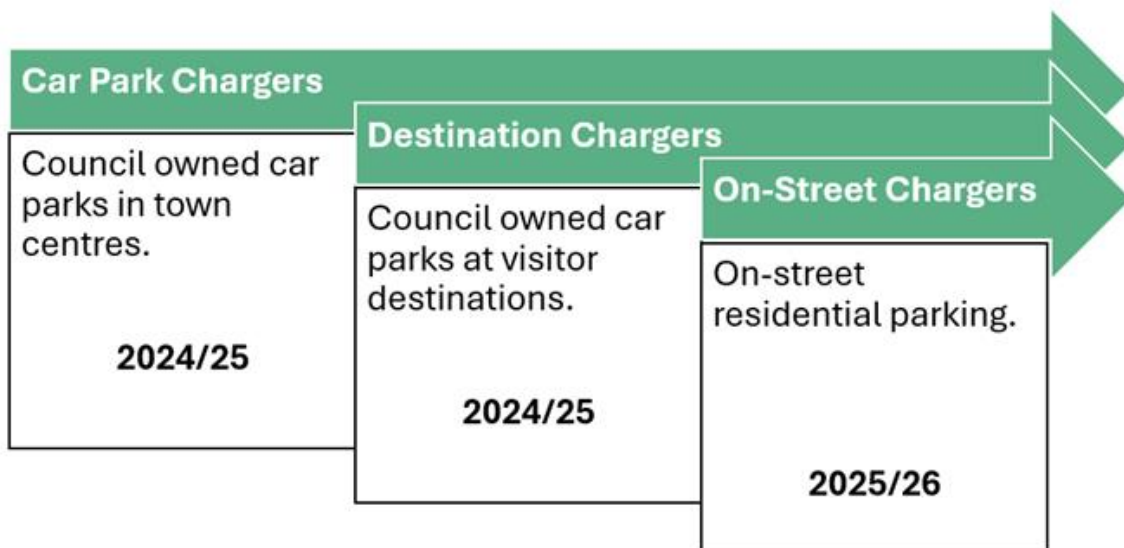 Car Park Chargers
Council owned car
parks in town
centres.
2024/25
Destination Chargers
Council owned car
parks at visitor
destinations.
2024/25
On-Street Chargers
On-street
residential parking.
2025/26